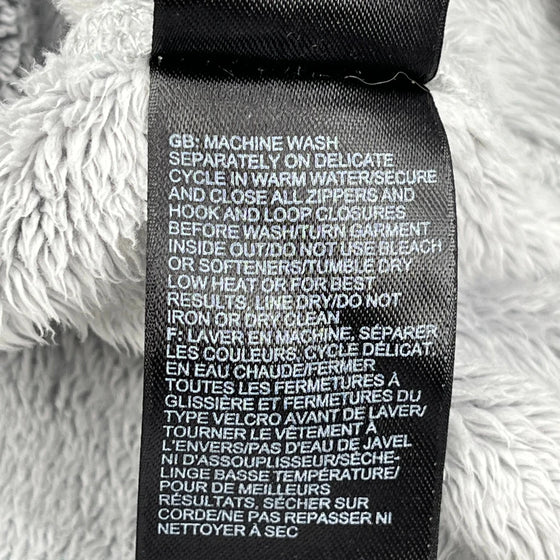 GB: MACHINE WASH
SEPARATELY ON DELICATE
CYCLE IN WARM WATER/SECURE
AND CLOSE ALL ZIPPERS AND
HOOK AND LOOP CLOSURES
BEFORE WASH/TURN GARMENT
INSIDE OUT/DO NOT USE BLEACH
OR SOFTENERS/TUMBLE DRY
LOW HEAT OR FOR BEST
RESULTS, LINE DRY/DO NOT
IRON OR DRY CLEAN
F: LAVER EN MACHINE, SÉPARER
LES COULEURS, CYCLE DÉLICAT,
EN EAU CHAUDE/FERMER
TOUTES LES FERMETURES À
GLISSIÈRE ET FERMETURES DU
TYPE VELCRO AVANT DE LAVER/
TOURNER LE VÊTEMENT À
L'ENVERS/PAS D'EAU DE JAVEL
NI D'ASSOUPLISSEUR/SÈCHE-
LINGE BASSE TEMPÉRATURE/
POUR DE MEILLEURS
RÉSULTATS, SÉCHER SUR
CORDE/NE PAS REPASSER NI
NETTOYER À SEC